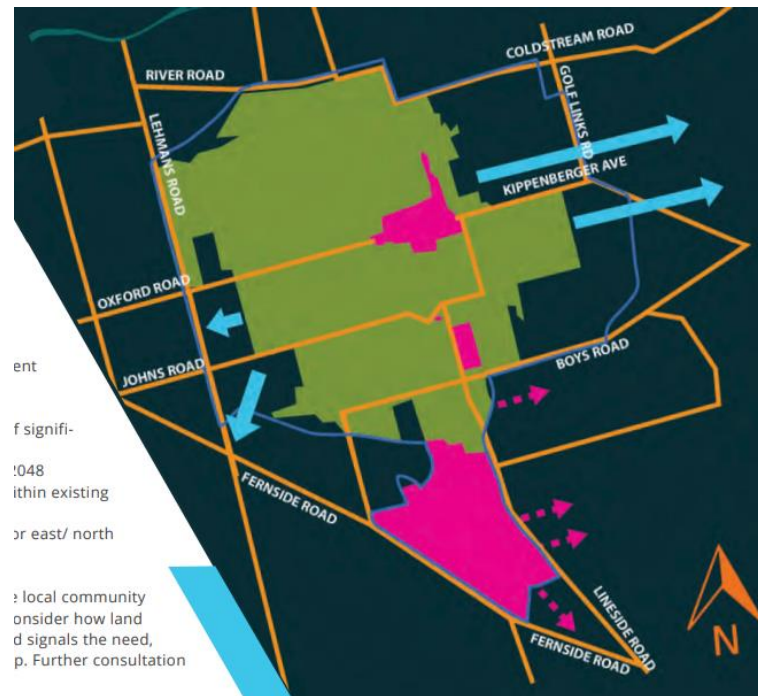 COLDSTREAM ROAD
RIVER ROAD
GOLF LINKS RD
LEHMANS ROAD
KIPPENBERGER AVE
OXFORD ROAD
BOYS ROAD
JOHNS ROAD
ent
f signifi-
2048
ithin existing
FERNSIDE ROAD
or east/ north
e local community
onsider how land
d signals the need,
p. Further consultation
LINESIDE ROAD
FERNSIDE ROAD
N